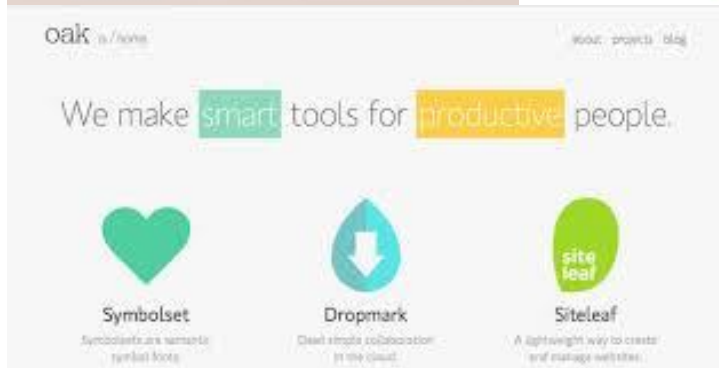 oak is / home
about projects blog
We make smart tools for productive people.
site
leaf
Symbolset Dropmark Siteleaf
Symbolsets are semantic Dead simple collaboration A lightweight way to create
symbol fonts. in the cloud. and manage websites.